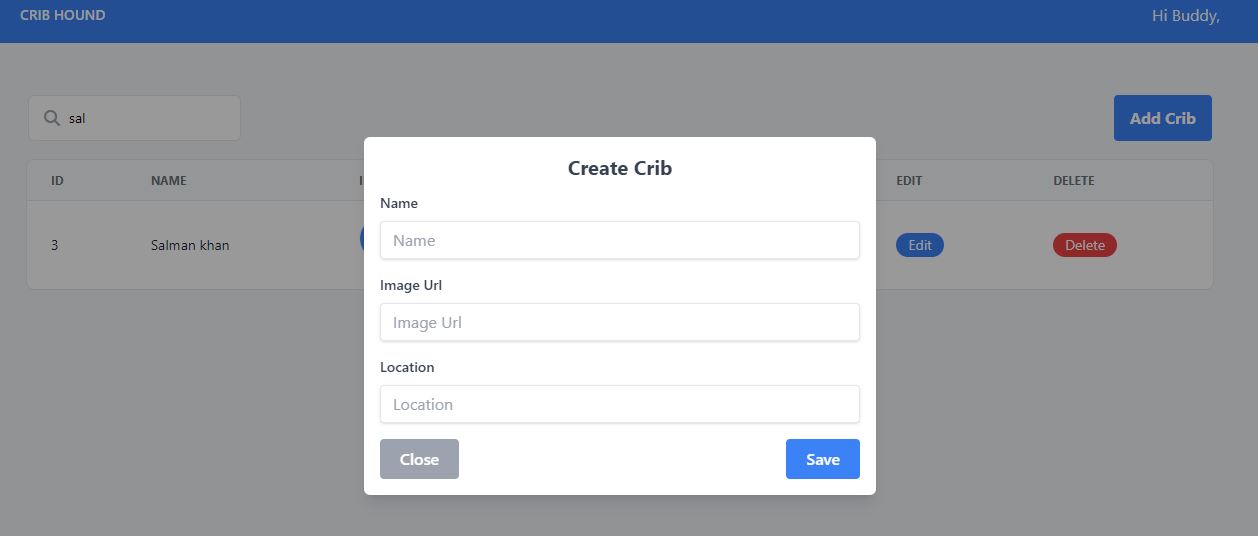 CRIB HOUND
Hi Buddy,
sal
Add Crib
ID NAME EDIT DELETE
3 Salman khan Edit Delete
Create Crib
Name
Name
Image Url
Image Url
Location
Location
Close Save